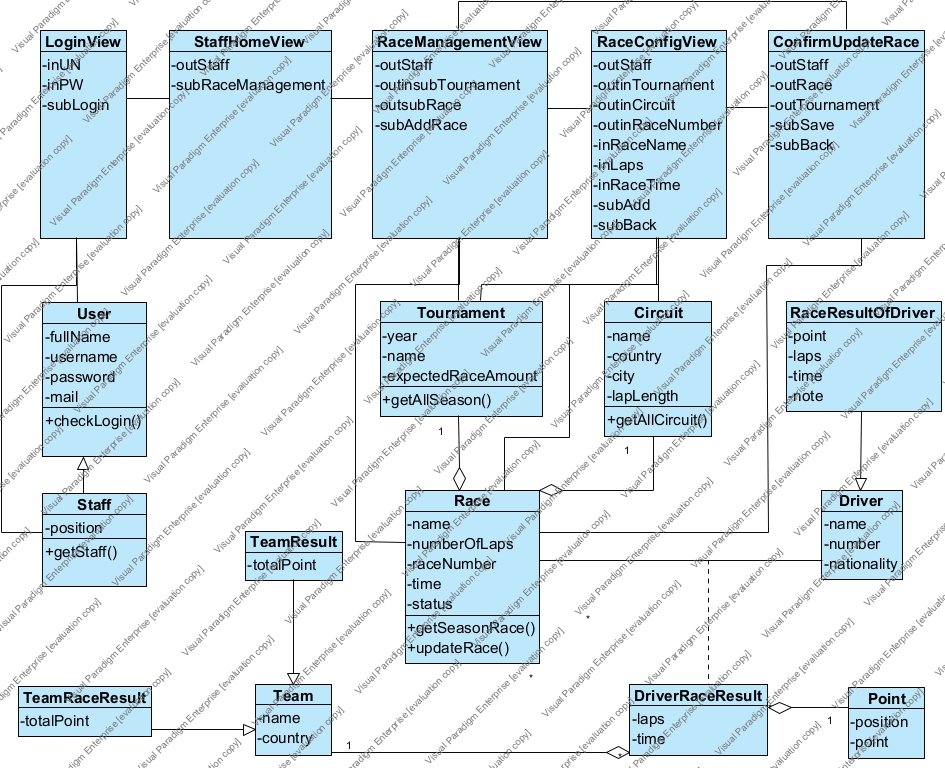 LoginView
-inUN
-inPW
-subLogin
StaffHomeView
-outStaff
-subRaceManagement
RaceManagementView
-outStaff
-outinsubTournament
-outsubRace
-subAddRace
RaceConfigView
-outStaff
-outinTournament
-outinCircuit
-outinRaceNumber
-inRaceName
-inLaps
-inRaceTime
-subAdd
-subBack
ConfirmUpdateRace
-outStaff
-outRace
-outTournament
-subSave
-subBack
User
-fullName
-username
-password
-mail
+checkLogin()
Tournament
-year
-name
-expectedRaceAmount
+getAllSeason()
1
Circuit
-name
-country
-city
-lapLength
+getAllCircuit()
1
RaceResultOfDriver
-point
-laps
-time
-note
Staff
-position
+getStaff()
TeamResult
-totalPoint
Race
-name
-numberOfLaps
-raceNumber
-time
-status
+getSeasonRace()
+updateRace()
*
*
Driver
-name
-number
-nationality
TeamRaceResult
-totalPoint
Team
-name
-country
1
*
DriverRaceResult
-laps
-time
1
Point
-position
-point
Visual Paradigm Enterprise [evaluation copy)